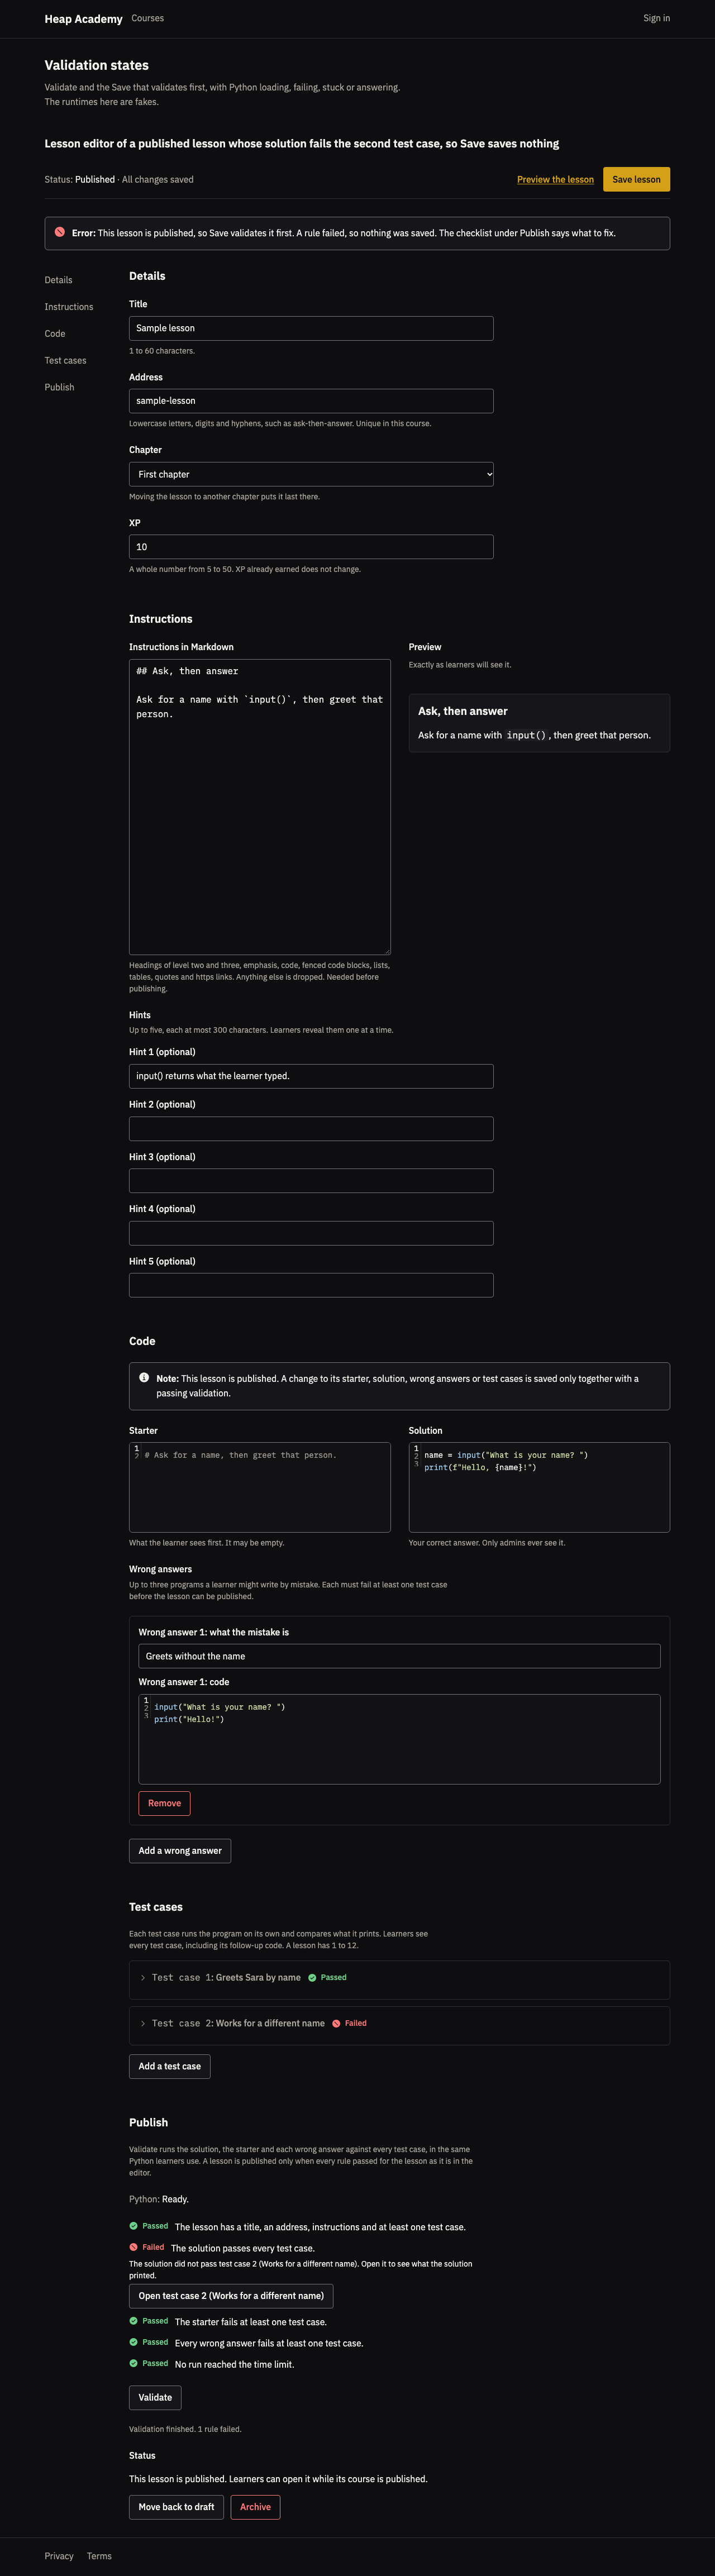 Heap Academy
Courses
Sign in
Validation states
Validate and the Save that validates first, with Python loading, failing, stuck or answering.
The runtimes here are fakes.
Lesson editor of a published lesson whose solution fails the second test case, so Save saves nothing
Status: Published · All changes saved
Preview the lesson
Save lesson
Error: This lesson is published, so Save validates it first. A rule failed, so nothing was saved. The checklist under Publish says what to fix.
Details
Instructions
Code
Test cases
Publish
Details
Title
Sample lesson
1 to 60 characters.
Address
sample-lesson
Lowercase letters, digits and hyphens, such as ask-then-answer. Unique in this course.
Chapter
First chapter
Moving the lesson to another chapter puts it last there.
XP
10
A whole number from 5 to 50. XP already earned does not change.
Instructions
Instructions in Markdown
## Ask, then answer
Ask for a name with `input()`, then greet that
person.
Headings of level two and three, emphasis, code, fenced code blocks, lists,
tables, quotes and https links. Anything else is dropped. Needed before
publishing.
Preview
Exactly as learners will see it.
Ask, then answer
Ask for a name with input(), then greet that person.
Hints
Up to five, each at most 300 characters. Learners reveal them one at a time.
Hint 1 (optional)
input() returns what the learner typed.
Hint 2 (optional)
Hint 3 (optional)
Hint 4 (optional)
Hint 5 (optional)
Code
Note: This lesson is published. A change to its starter, solution, wrong answers or test cases is saved only together with a
passing validation.
Starter
1
2
# Ask for a name, then greet that person.
What the learner sees first. It may be empty.
Solution
1
2
3
name = input("What is your name? ")
print(f"Hello, {name}!")
Your correct answer. Only admins ever see it.
Wrong answers
Up to three programs a learner might write by mistake. Each must fail at least one test case
before the lesson can be published.
Wrong answer 1: what the mistake is
Greets without the name
Wrong answer 1: code
1
2
3
input("What is your name? ")
print("Hello!")
Remove
Add a wrong answer
Test cases
Each test case runs the program on its own and compares what it prints. Learners see
every test case, including its follow-up code. A lesson has 1 to 12.
Test case 1: Greets Sara by name Passed
Test case 2: Works for a different name Failed
Add a test case
Publish
Validate runs the solution, the starter and each wrong answer against every test case, in the same
Python learners use. A lesson is published only when every rule passed for the lesson as it is in the
editor.
Python: Ready.
Passed The lesson has a title, an address, instructions and at least one test case.
Failed The solution passes every test case.
The solution did not pass test case 2 (Works for a different name). Open it to see what the solution
printed.
Open test case 2 (Works for a different name)
Passed The starter fails at least one test case.
Passed Every wrong answer fails at least one test case.
Passed No run reached the time limit.
Validate
Validation finished. 1 rule failed.
Status
This lesson is published. Learners can open it while its course is published.
Move back to draft
Archive
Privacy
Terms